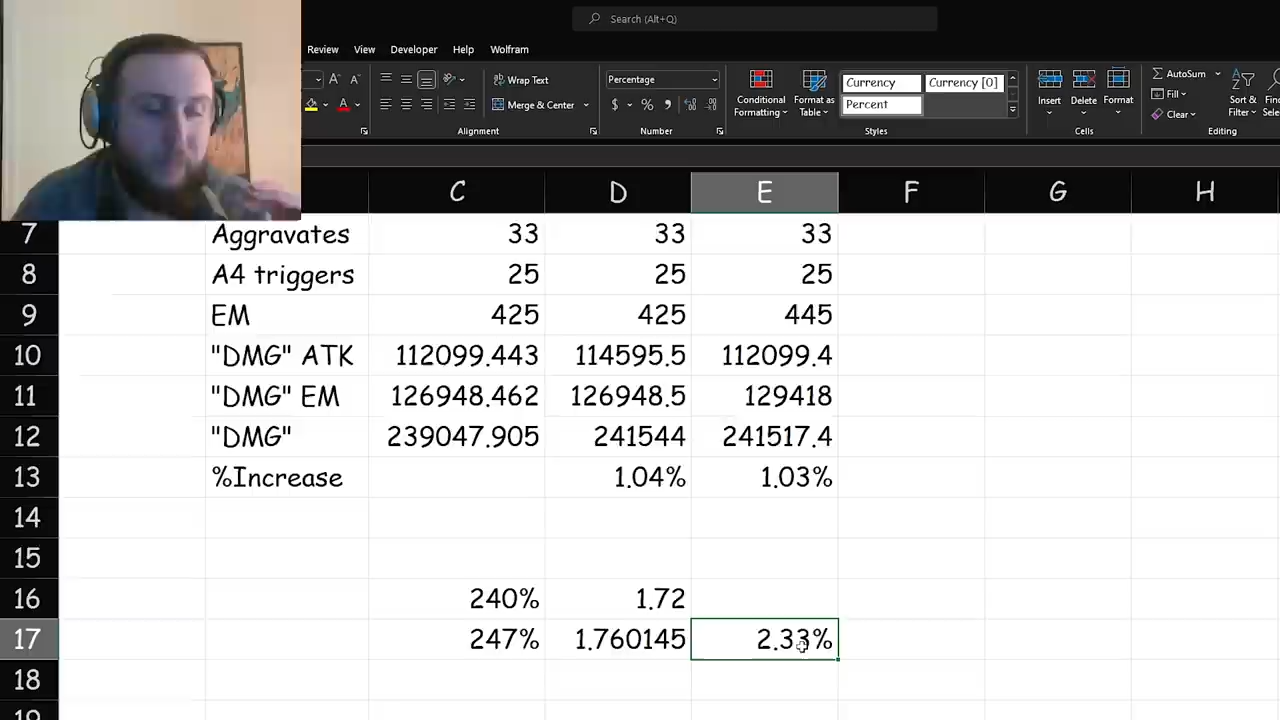 Search (Alt+Q)
Review View Developer Help Wolfram
A A Wrap Text Percentage Currency Currency [0] AutoSum
Conditional Formatting Format as Table Insert Delete Format Fill Sort & Filter
A Merge & Center $ % , Percent Clear
Alignment Number Styles Cells Editing
C D E F G H
7 Aggravates 33 33 33
8 A4 triggers 25 25 25
9 EM 425 425 445
10 "DMG" ATK 112099.443 114595.5 112099.4
11 "DMG" EM 126948.462 126948.5 129418
12 "DMG" 239047.905 241544 241517.4
13 %Increase 1.04% 1.03%
14
15
16 240% 1.72
17 247% 1.760145 2.33%
18
19